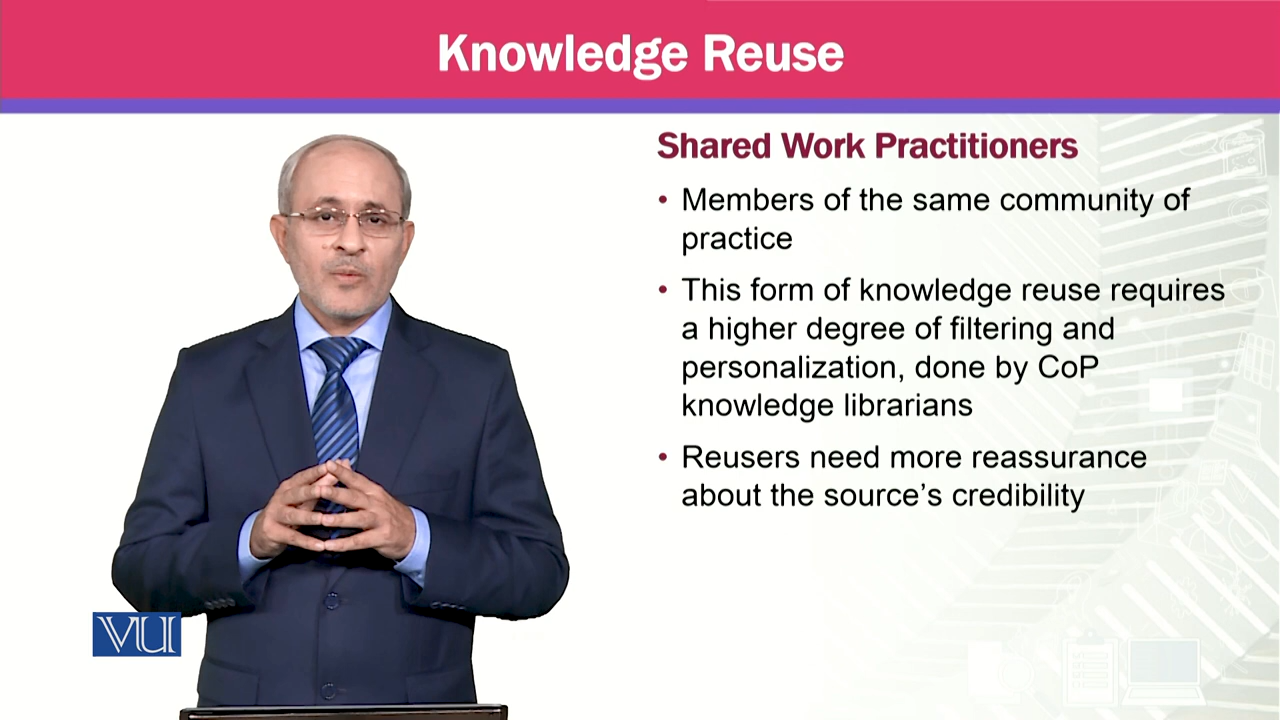 Knowledge Reuse
Shared Work Practitioners
• Members of the same community of
practice
• This form of knowledge reuse requires
a higher degree of filtering and
personalization, done by CoP
knowledge librarians
• Reusers need more reassurance
about the source’s credibility
VU